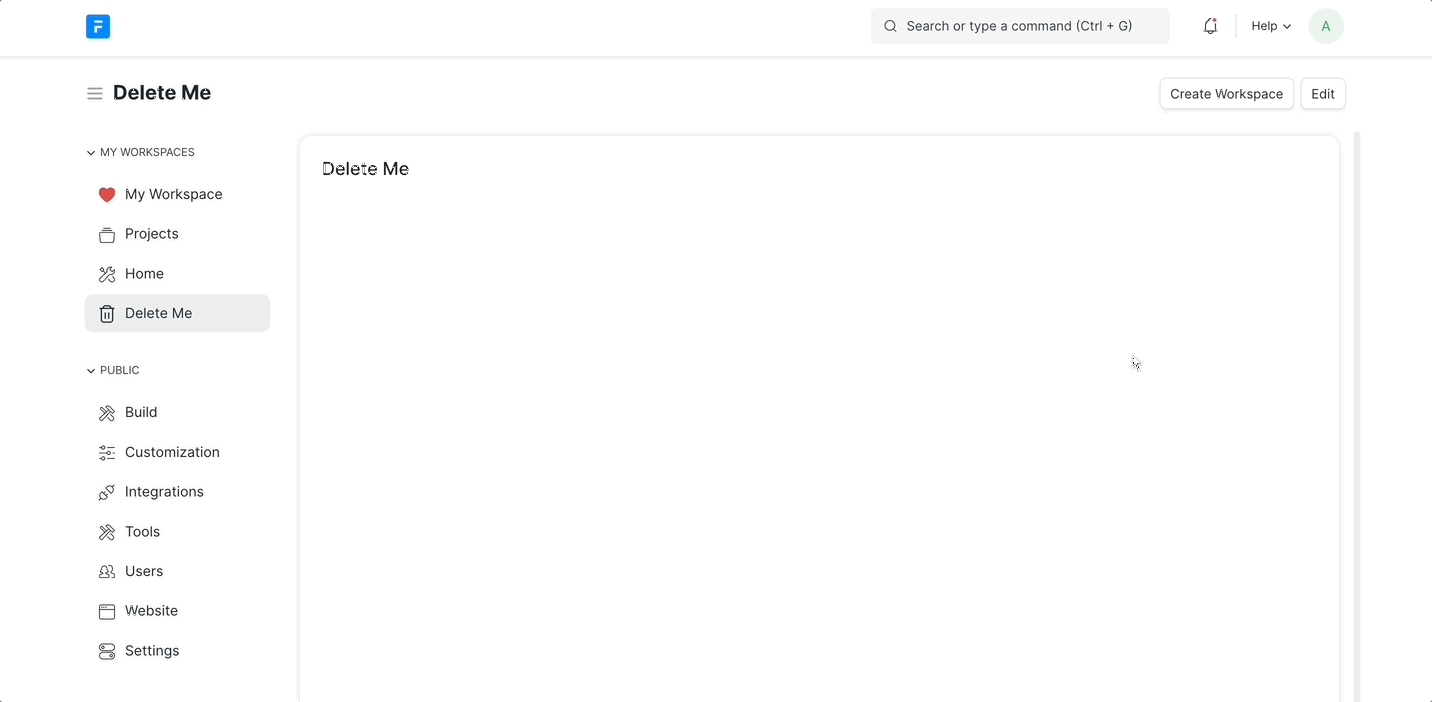 F
Search or type a command (Ctrl + G)
Help
A
Delete Me
Create Workspace
Edit
MY WORKSPACES
My Workspace
Projects
Home
Delete Me
PUBLIC
Build
Customization
Integrations
Tools
Users
Website
Settings
Delete Me